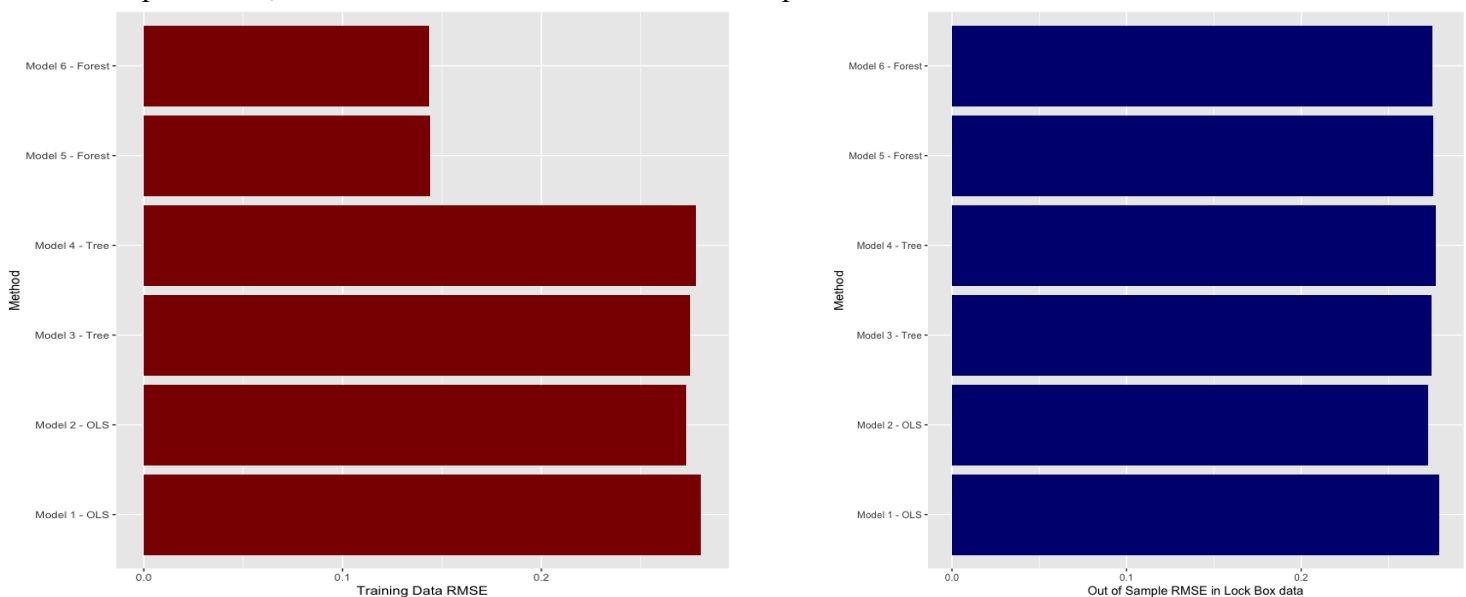 Model 6 - Forest
Model 5 - Forest
Model 4 - Tree
Model 3 - Tree
Model 2 - OLS
Model 1 - OLS
Method
0.0 0.1 0.2
Training Data RMSE
Model 6 - Forest
Model 5 - Forest
Model 4 - Tree
Model 3 - Tree
Model 2 - OLS
Model 1 - OLS
Method
0.0 0.1 0.2
Out of Sample RMSE in Lock Box data